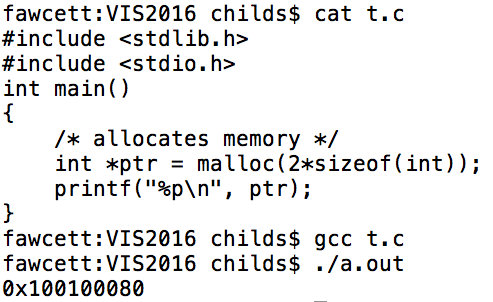 fawcett:VIS2016 childs$ cat t.c
#include <stdlib.h>
#include <stdio.h>
int main()
{
    /* allocates memory */
    int *ptr = malloc(2*sizeof(int));
    printf("%p\n", ptr);
}
fawcett:VIS2016 childs$ gcc t.c
fawcett:VIS2016 childs$ ./a.out
0x100100080